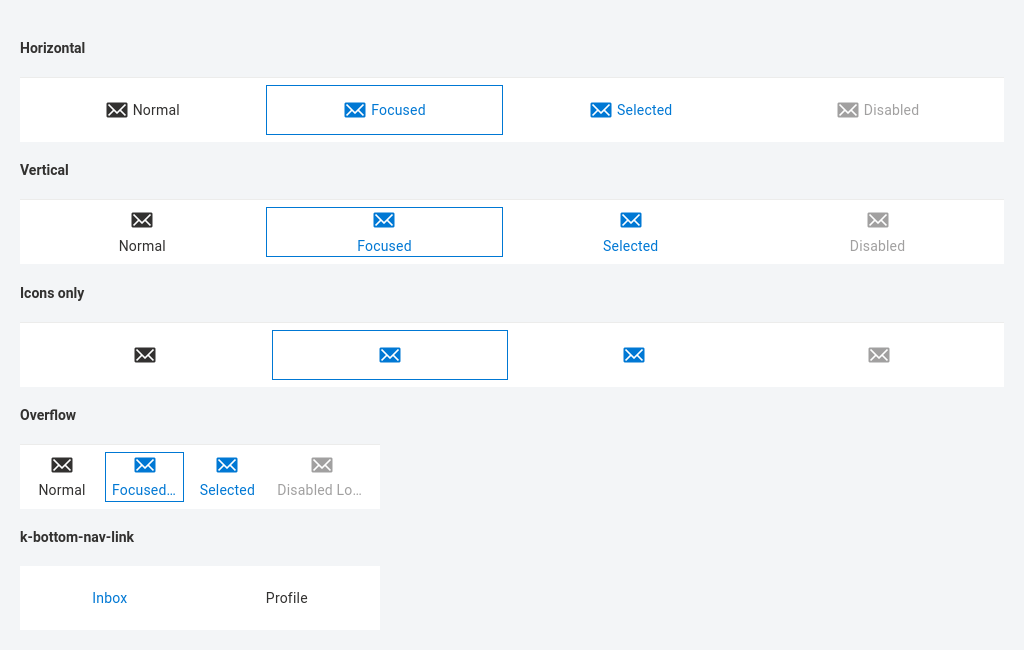 Horizontal
Normal Focused Selected Disabled
Vertical
Normal Focused Selected Disabled
Icons only
Overflow
Normal Focused… Selected Disabled Lo…
k-bottom-nav-link
Inbox Profile